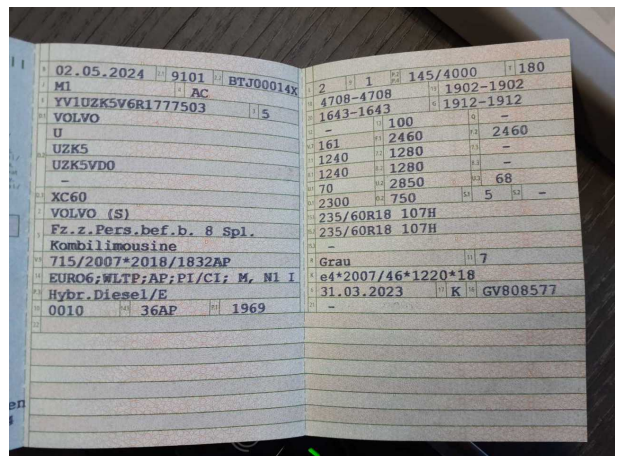 02.05.2024 9101 BTJ00014X
M1 AC
YV1UZK5V6R1777503 5
VOLVO
U
UZK5
UZK5VD0
–
XC60
VOLVO (S)
Fz.z.Pers.bef.b. 8 Spl.
Kombilimousine
715/2007*2018/1832AP
EURO6;WLTP;AP;PI/CI; M, N1 I
Hybr.Diesel/E
0010 36AP 1969
2 1 145/4000 180
4708-4708 1902-1902
1643-1643 1912-1912
– 100 –
161 2460 2460
1240 1280 –
1240 1280 –
70 2850 68
2300 750 5 –
235/60R18 107H
235/60R18 107H
–
Grau 7
e4*2007/46*1220*18
31.03.2023 K GV808577
–
en